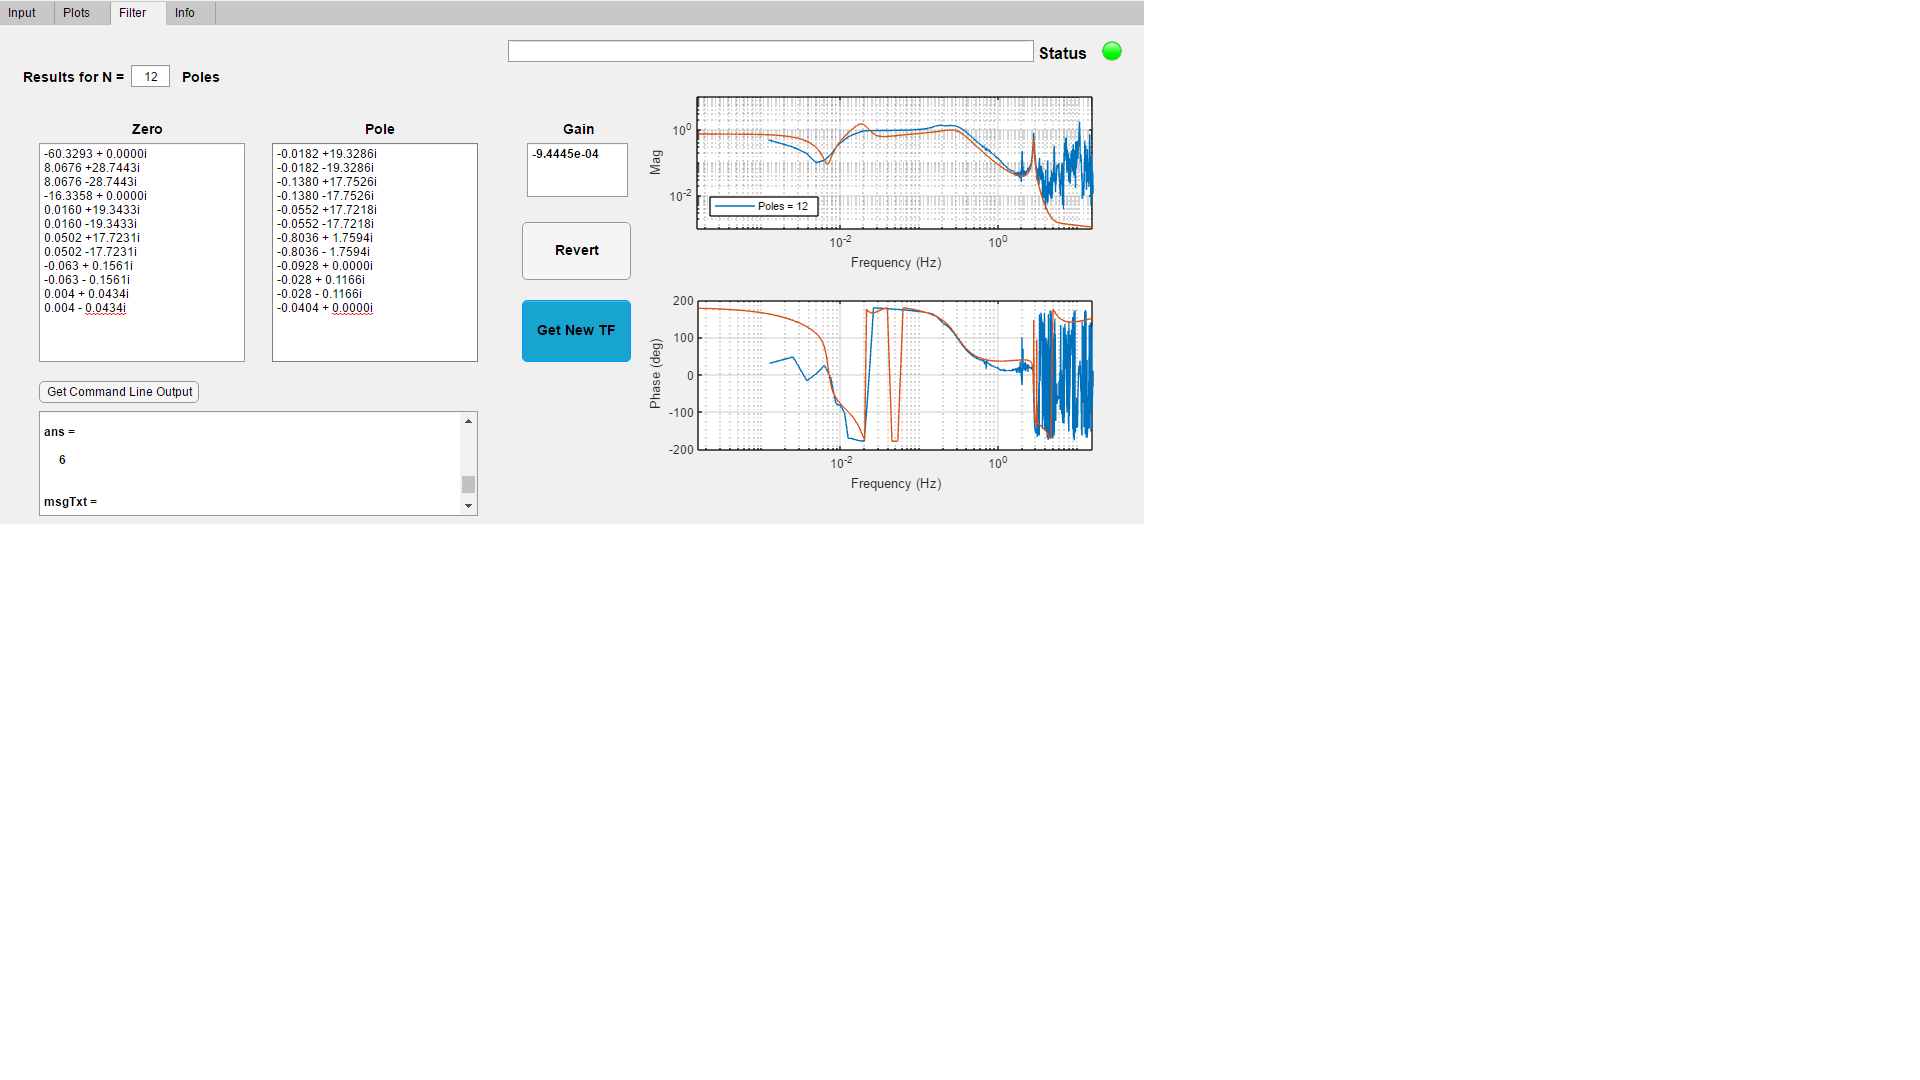 Input Plots Filter Info
Status
Results for N = 12 Poles
Zero
-60.3293 + 0.0000i
8.0676 +28.7443i
8.0676 -28.7443i
-16.3358 + 0.0000i
0.0160 +19.3433i
0.0160 -19.3433i
0.0502 +17.7231i
0.0502 -17.7231i
-0.063 + 0.1561i
-0.063 - 0.1561i
0.004 + 0.0434i
0.004 - 0.0434i
Pole
-0.0182 +19.3286i
-0.0182 -19.3286i
-0.1380 +17.7526i
-0.1380 -17.7526i
-0.0552 +17.7218i
-0.0552 -17.7218i
-0.8036 + 1.7594i
-0.8036 - 1.7594i
-0.0928 + 0.0000i
-0.028 + 0.1166i
-0.028 - 0.1166i
-0.0404 + 0.0000i
Gain
-9.4445e-04
Revert
Get New TF
Get Command Line Output
ans =
6
msgTxt =
Mag
10^0
10^-2
Poles = 12
10^-2 10^0
Frequency (Hz)
Phase (deg)
200
100
0
-100
-200
10^-2 10^0
Frequency (Hz)